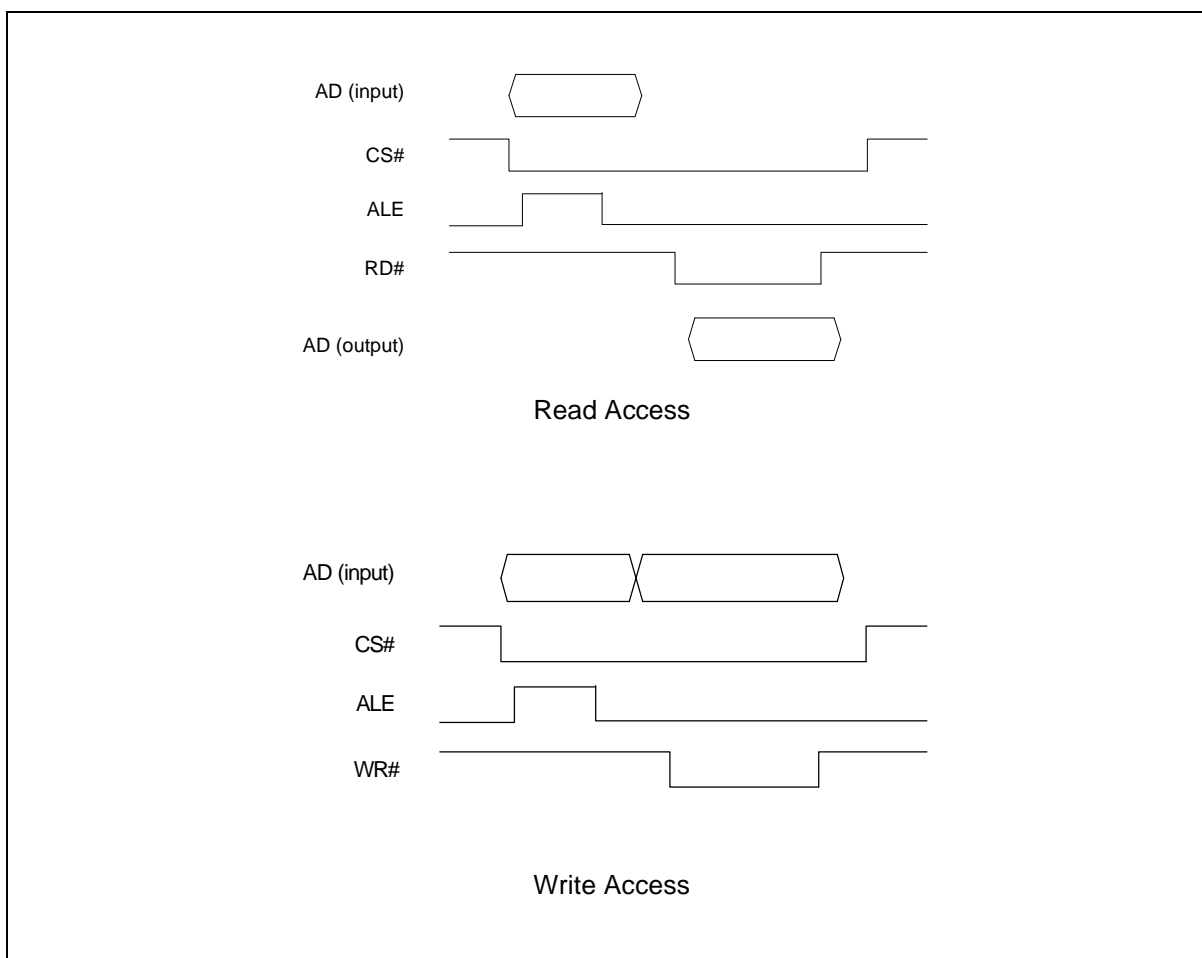 AD (input)
CS#
ALE
RD#
AD (output)
Read Access
AD (input)
CS#
ALE
WR#
Write Access